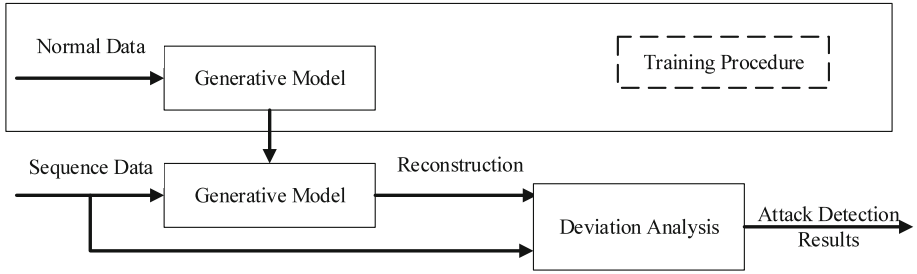 Normal Data
Generative Model
Training Procedure
Sequence Data
Generative Model
Reconstruction
Deviation Analysis
Attack Detection
Results